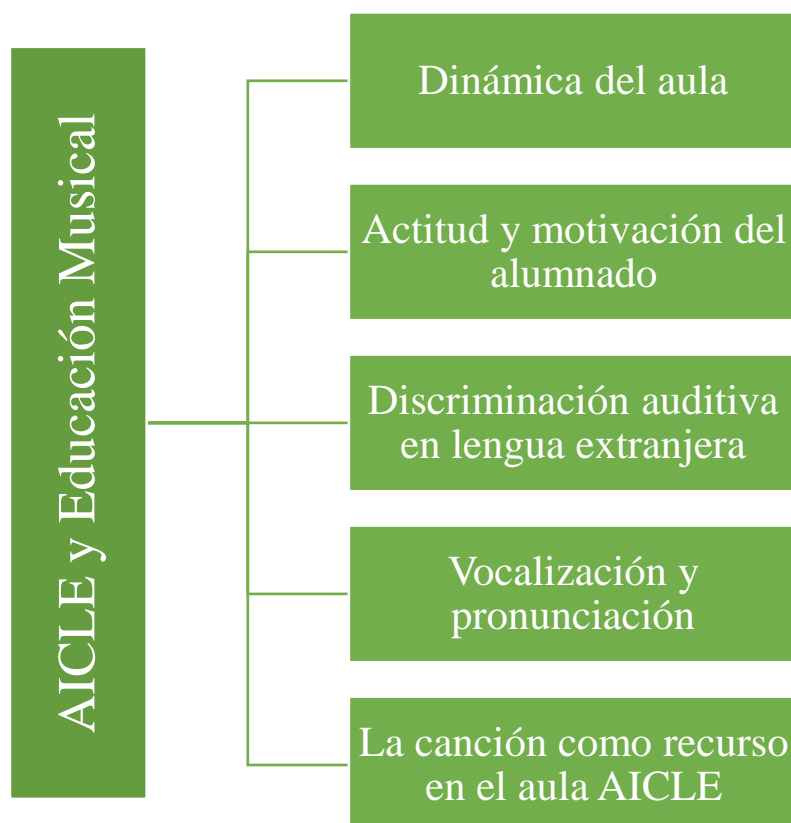 AICLE y Educación Musical
Dinámica del aula
Actitud y motivación del
alumnado
Discriminación auditiva
en lengua extranjera
Vocalización y
pronunciación
La canción como recurso
en el aula AICLE